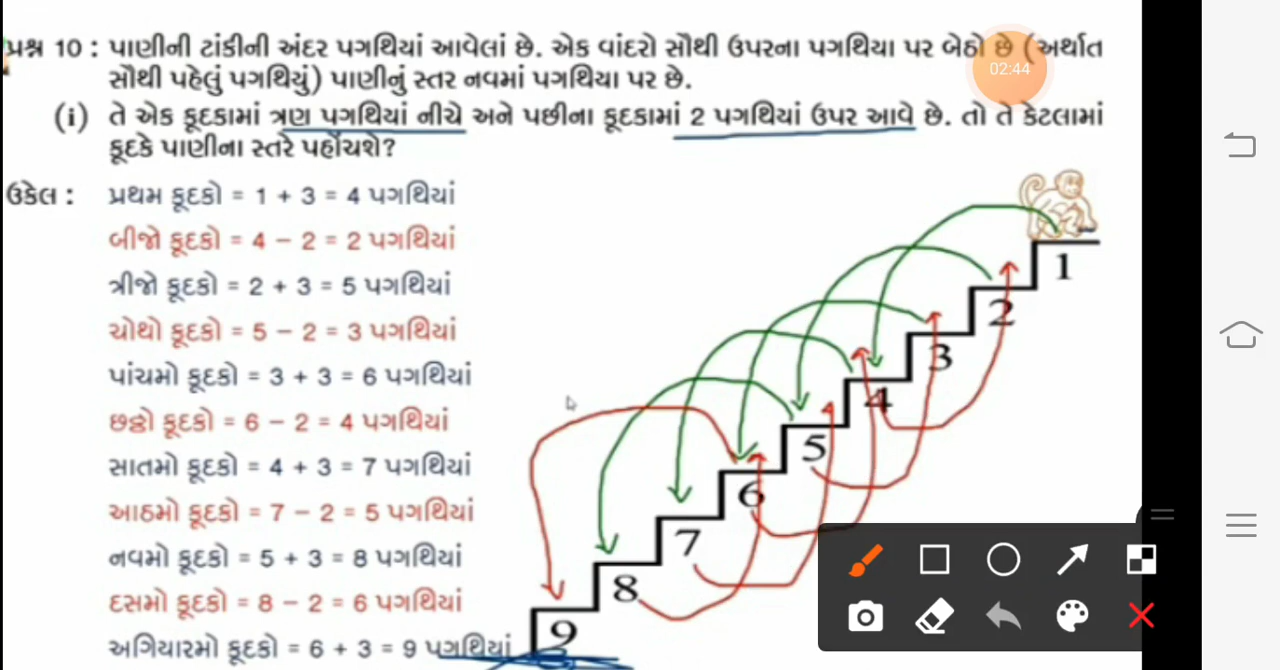 02:44
પ્રશ્ન 10 : પાણીની ટાંકીની અંદર પગથિયાં આવેલાં છે. એક વાંદરો સૌથી ઉપરના પગથિયા પર બેઠો છે (અર્થાત
સૌથી પહેલું પગથિયું) પાણીનું સ્તર નવમાં પગથિયા પર છે.
(i) તે એક કૂદકામાં ત્રણ પગથિયાં નીચે અને પછીના કૂદકામાં 2 પગથિયાં ઉપર આવે છે. તો તે કેટલામાં
કૂદકે પાણીના સ્તરે પહોંચશે?
ઉકેલ : પ્રથમ કૂદકો = 1 + 3 = 4 પગથિયાં
બીજો કૂદકો = 4 − 2 = 2 પગથિયાં
ત્રીજો કૂદકો = 2 + 3 = 5 પગથિયાં
ચોથો કૂદકો = 5 − 2 = 3 પગથિયાં
પાંચમો કૂદકો = 3 + 3 = 6 પગથિયાં
છઠ્ઠો કૂદકો = 6 − 2 = 4 પગથિયાં
સાતમો કૂદકો = 4 + 3 = 7 પગથિયાં
આઠમો કૂદકો = 7 − 2 = 5 પગથિયાં
નવમો કૂદકો = 5 + 3 = 8 પગથિયાં
દસમો કૂદકો = 8 − 2 = 6 પગથિયાં
અગિયારમો કૂદકો = 6 + 3 = 9 પગથિયાં
1
2
3
4
5
6
7
8
9